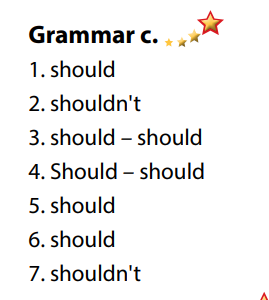 Grammar c.
1. should
2. shouldn't
3. should – should
4. Should – should
5. should
6. should
7. shouldn't